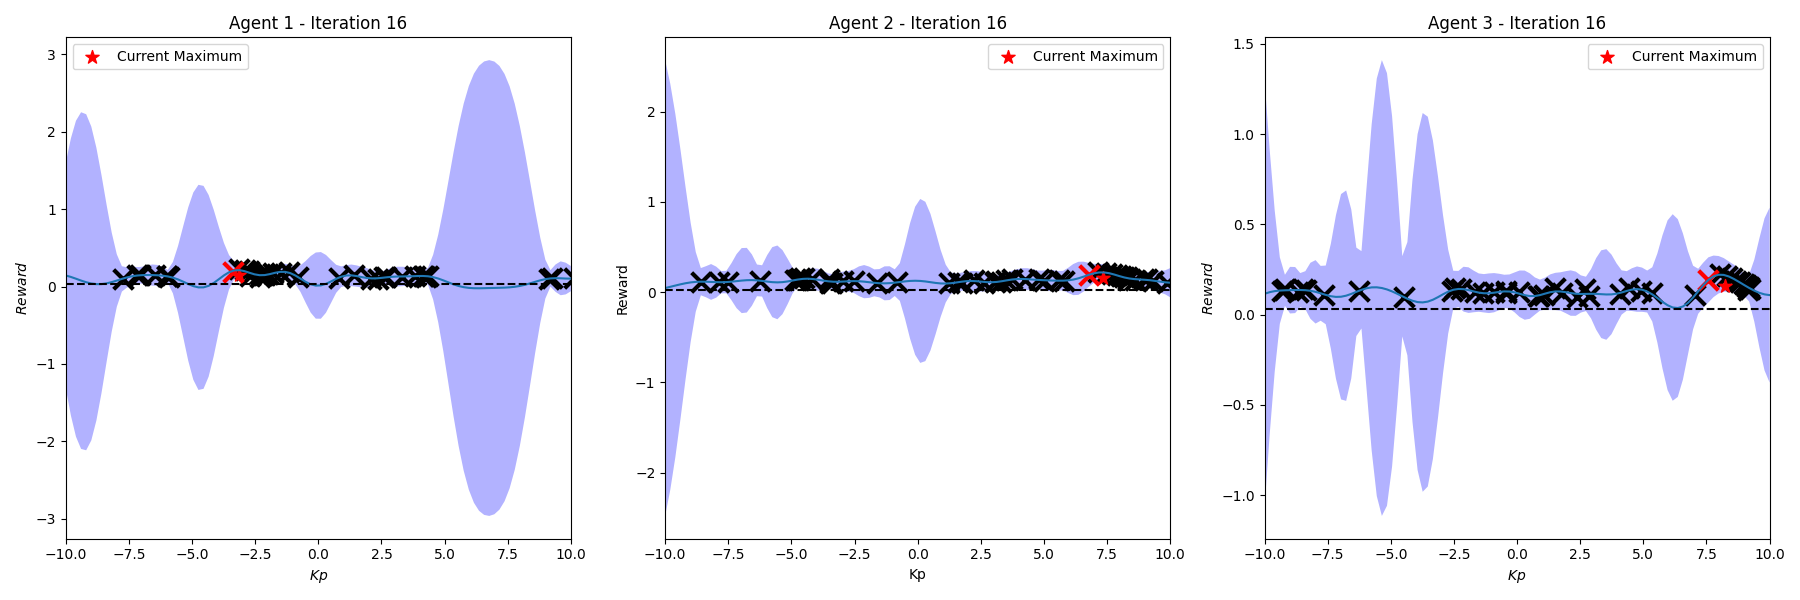 Agent 1 - Iteration 16
Current Maximum
Reward
3
2
1
0
−1
−2
−3
−10.0 −7.5 −5.0 −2.5 0.0 2.5 5.0 7.5 10.0
Kp
Agent 2 - Iteration 16
Current Maximum
Reward
2
1
0
−1
−2
−10.0 −7.5 −5.0 −2.5 0.0 2.5 5.0 7.5 10.0
Kp
Agent 3 - Iteration 16
Current Maximum
Reward
1.5
1.0
0.5
0.0
−0.5
−1.0
−10.0 −7.5 −5.0 −2.5 0.0 2.5 5.0 7.5 10.0
Kp